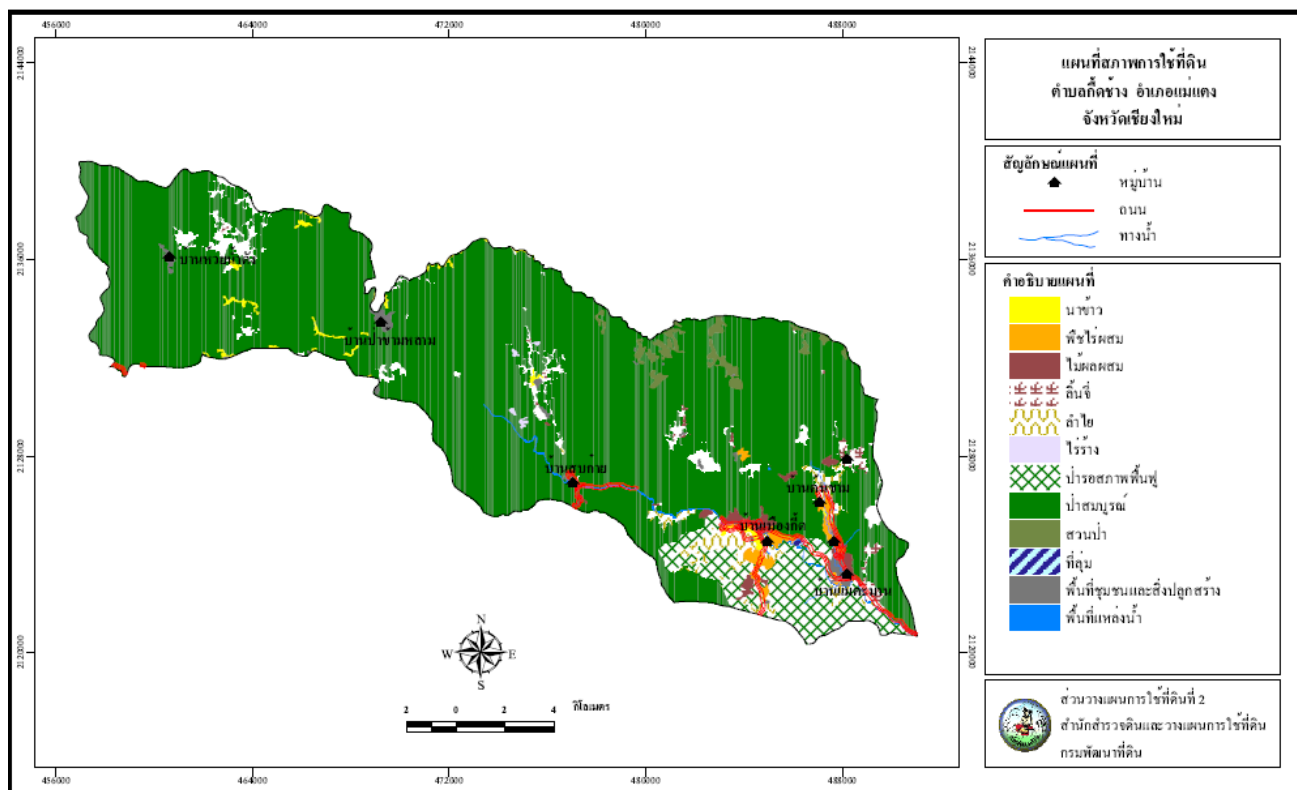 456000 464000 472000 480000 488000
2144000 2144000
2136000 2136000
2128000 2128000
2120000 2120000
แผนที่สภาพการใช้ที่ดิน
ตำบลกื้ดช้าง อำเภอแม่แตง
จังหวัดเชียงใหม่
สัญลักษณ์แผนที่
หมู่บ้าน
ถนน
ทางน้ำ
คำอธิบายแผนที่
นาข้าว
พืชไร่ผสม
ไม้ผลผสม
ลิ้นจี่
ลำไย
ไร่ร้าง
ป่ารอสภาพฟื้นฟู
ป่าสมบูรณ์
สวนป่า
ที่ลุ่ม
พื้นที่ชุมชนและสิ่งปลูกสร้าง
พื้นที่แหล่งน้ำ
บ้านป่าขามหลาม
บ้านสบก๋าย
บ้านต้นขาม
บ้านเมืองกื้ด
N
W E
S
2 0 2 4 กิโลเมตร
ส่วนวางแผนการใช้ที่ดินที่ 2
สำนักสำรวจดินและวางแผนการใช้ที่ดิน
กรมพัฒนาที่ดิน
456000 464000 472000 480000 488000